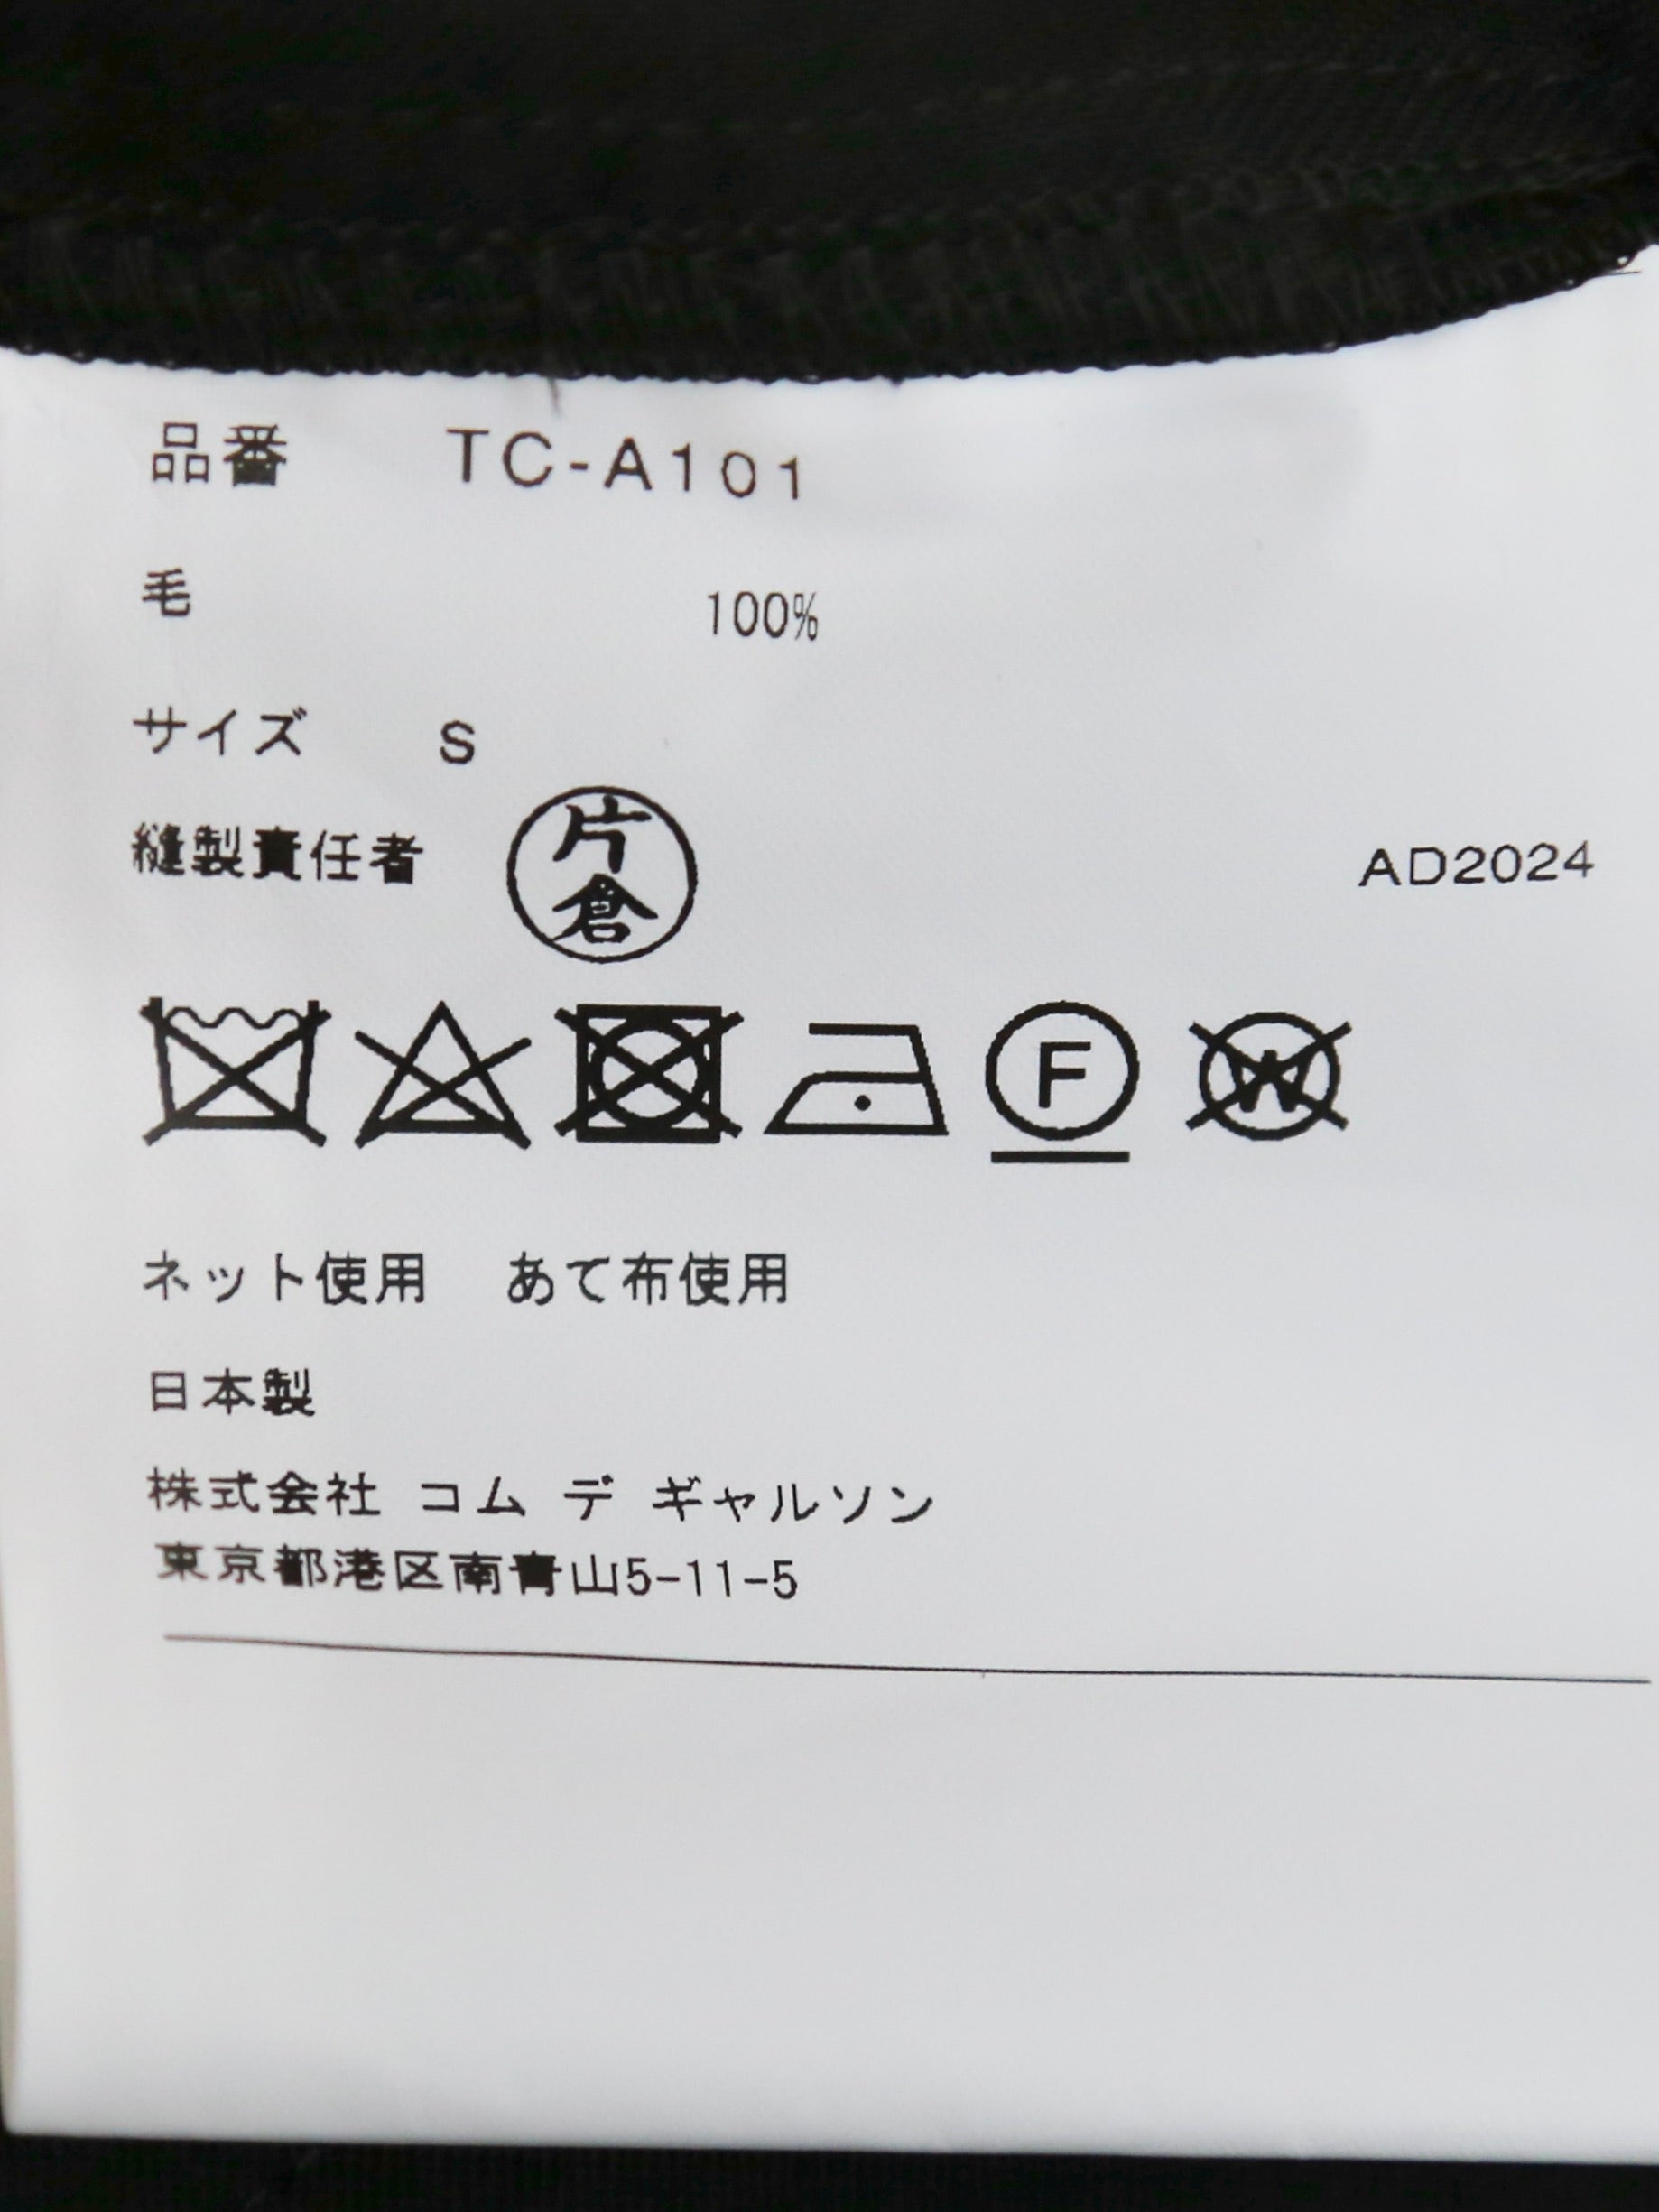 品番 TC-A101
毛 100%
サイズ S
縫製責任者 片倉 AD2024
F W
ネット使用 あて布使用
日本製
株式会社 コム デ ギャルソン
東京都港区南青山5-11-5